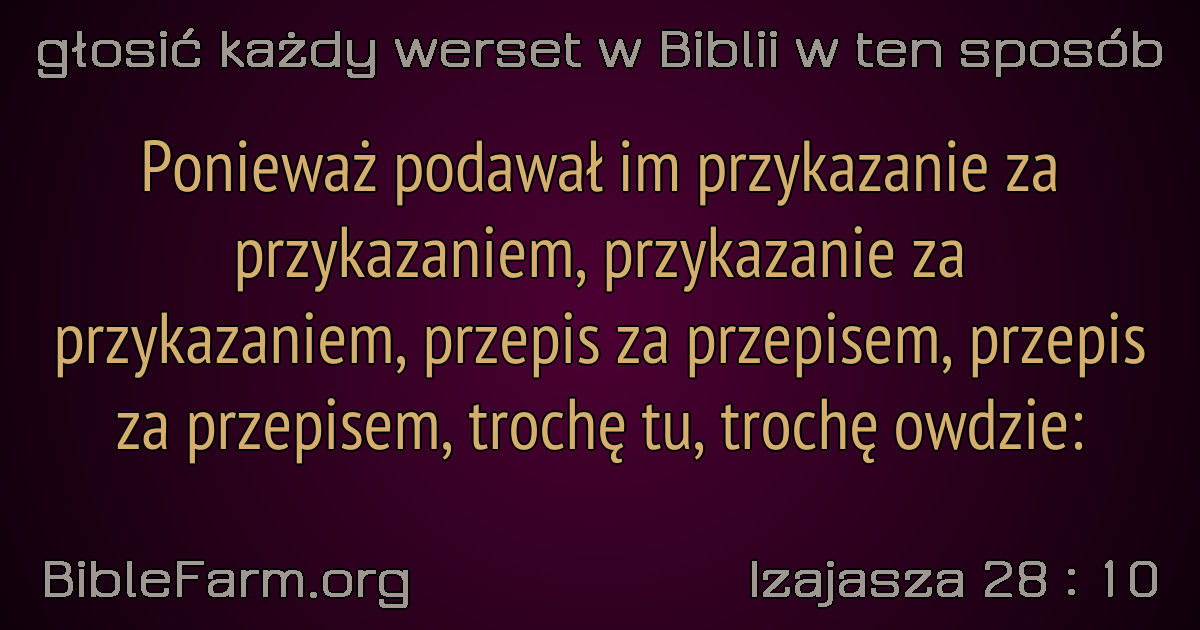 głosić każdy werset w Biblii w ten sposób
Ponieważ podawał im przykazanie za
przykazaniem, przykazanie za
przykazaniem, przepis za przepisem, przepis
za przepisem, trochę tu, trochę owdzie:
BibleFarm.org
Izajasza 28 : 10